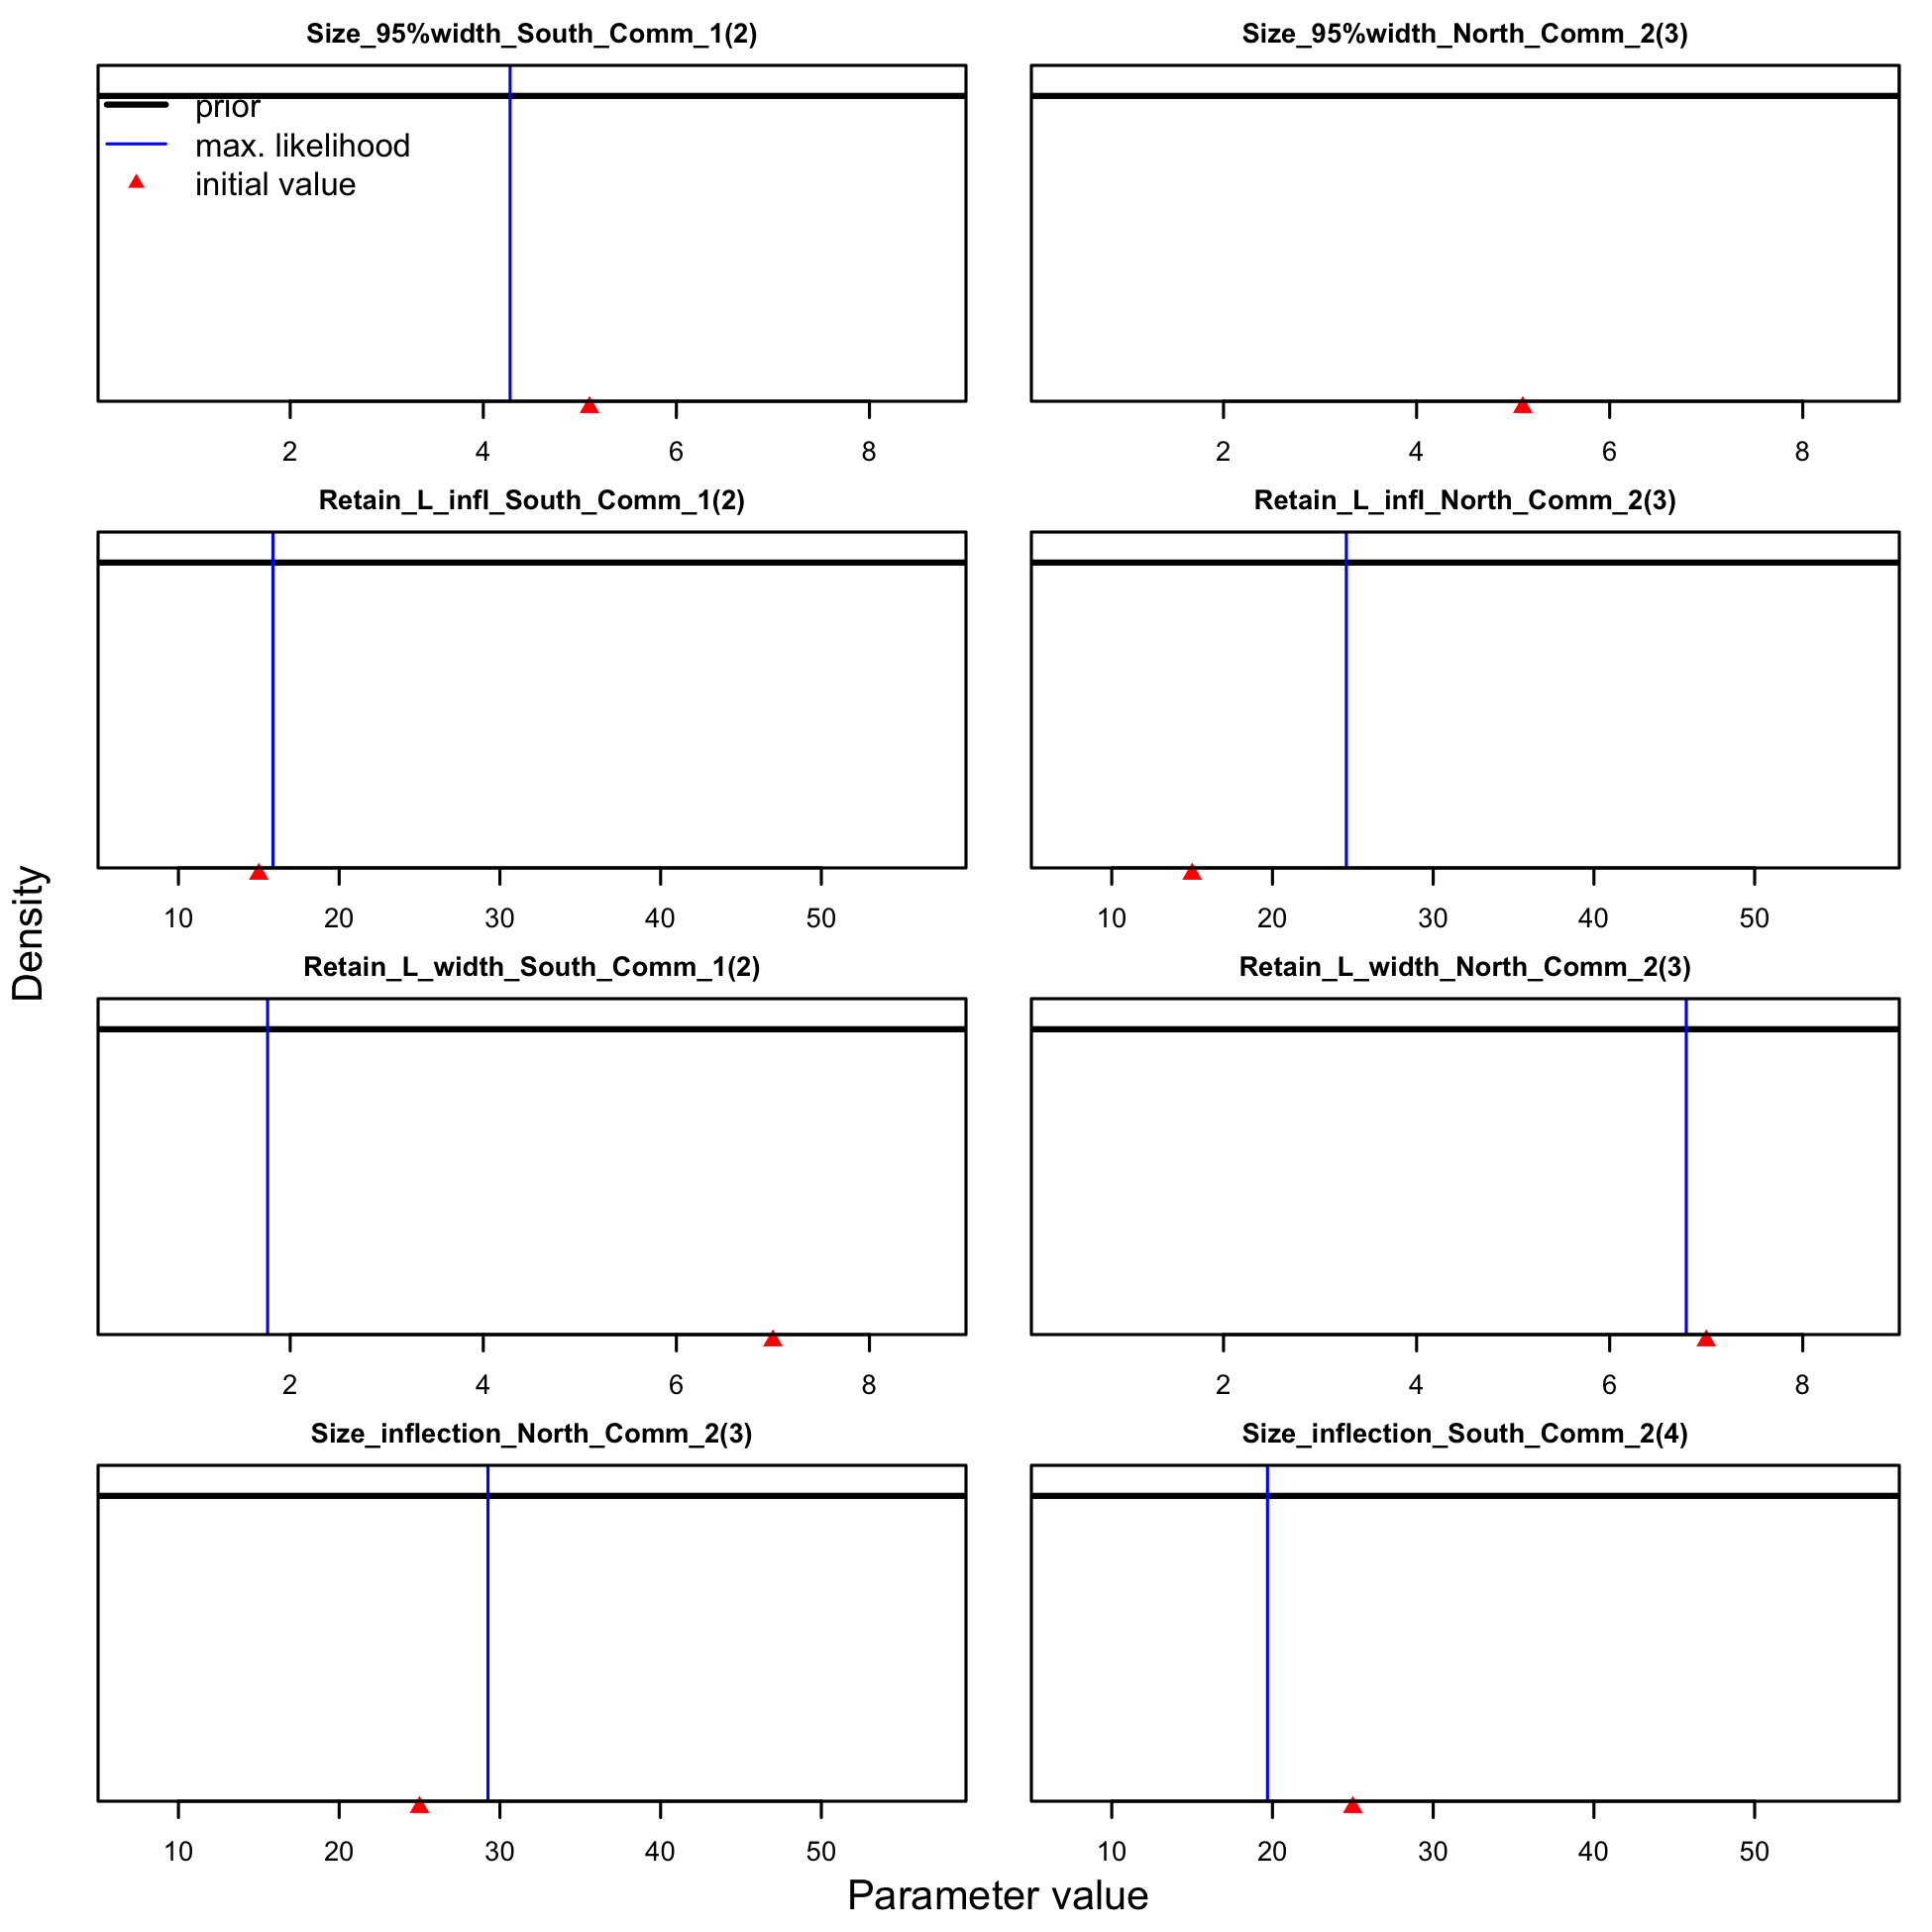 Size_95%width_South_Comm_1(2)
Size_95%width_North_Comm_2(3)
prior
max. likelihood
initial value
2 4 6 8
2 4 6 8
Retain_L_infl_South_Comm_1(2)
Retain_L_infl_North_Comm_2(3)
10 20 30 40 50
10 20 30 40 50
Density
Retain_L_width_South_Comm_1(2)
Retain_L_width_North_Comm_2(3)
2 4 6 8
2 4 6 8
Size_inflection_North_Comm_2(3)
Size_inflection_South_Comm_2(4)
10 20 30 40 50
10 20 30 40 50
Parameter value